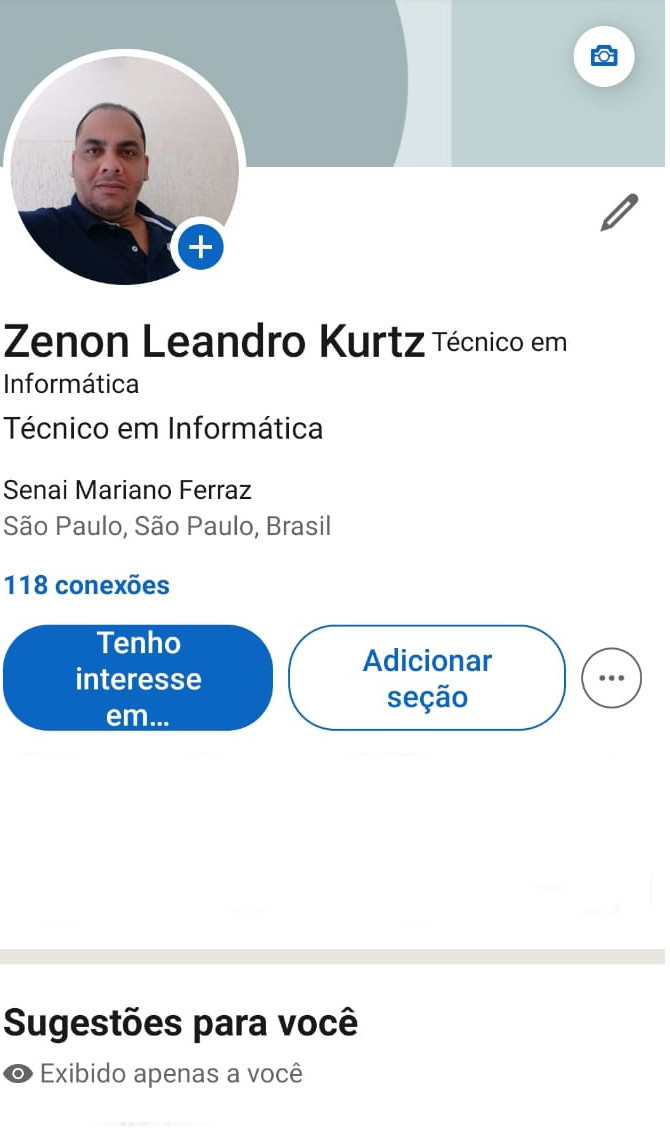 Zenon Leandro Kurtz Técnico em
Informática
Técnico em Informática
Senai Mariano Ferraz
São Paulo, São Paulo, Brasil
118 conexões
Tenho
interesse
em...
Adicionar
seção
Sugestões para você
Exibido apenas a você